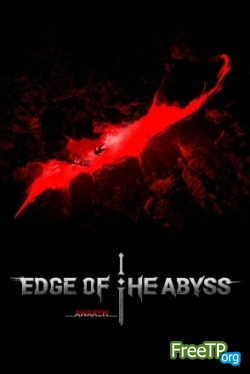 EDGE OF THE ABYSS
AWAKEN
FreeTP.org